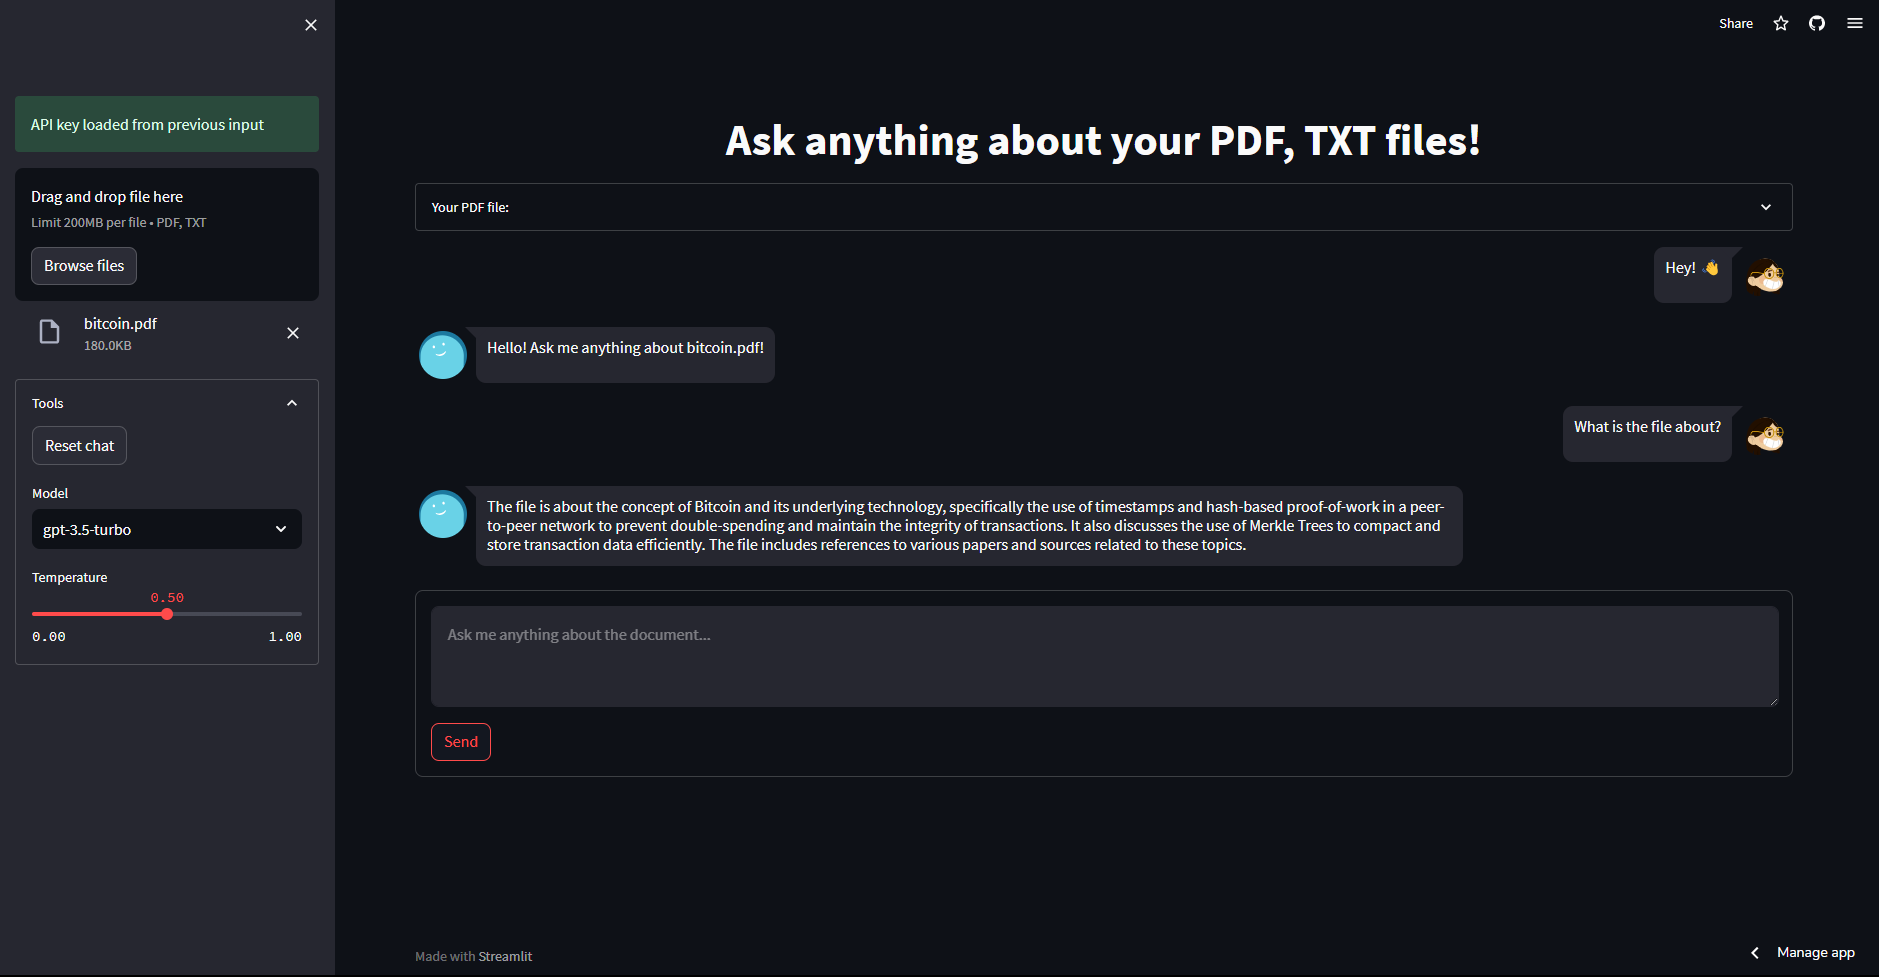 Share
API key loaded from previous input
Drag and drop file here
Limit 200MB per file • PDF, TXT
Browse files
bitcoin.pdf
180.0KB
Tools
Reset chat
Model
gpt-3.5-turbo
Temperature
0.50
0.00 1.00
Ask anything about your PDF, TXT files!
Your PDF file:
Hey! 👋
Hello! Ask me anything about bitcoin.pdf!
What is the file about?
The file is about the concept of Bitcoin and its underlying technology, specifically the use of timestamps and hash-based proof-of-work in a peer-
to-peer network to prevent double-spending and maintain the integrity of transactions. It also discusses the use of Merkle Trees to compact and
store transaction data efficiently. The file includes references to various papers and sources related to these topics.
Ask me anything about the document...
Send
Made with Streamlit
Manage app